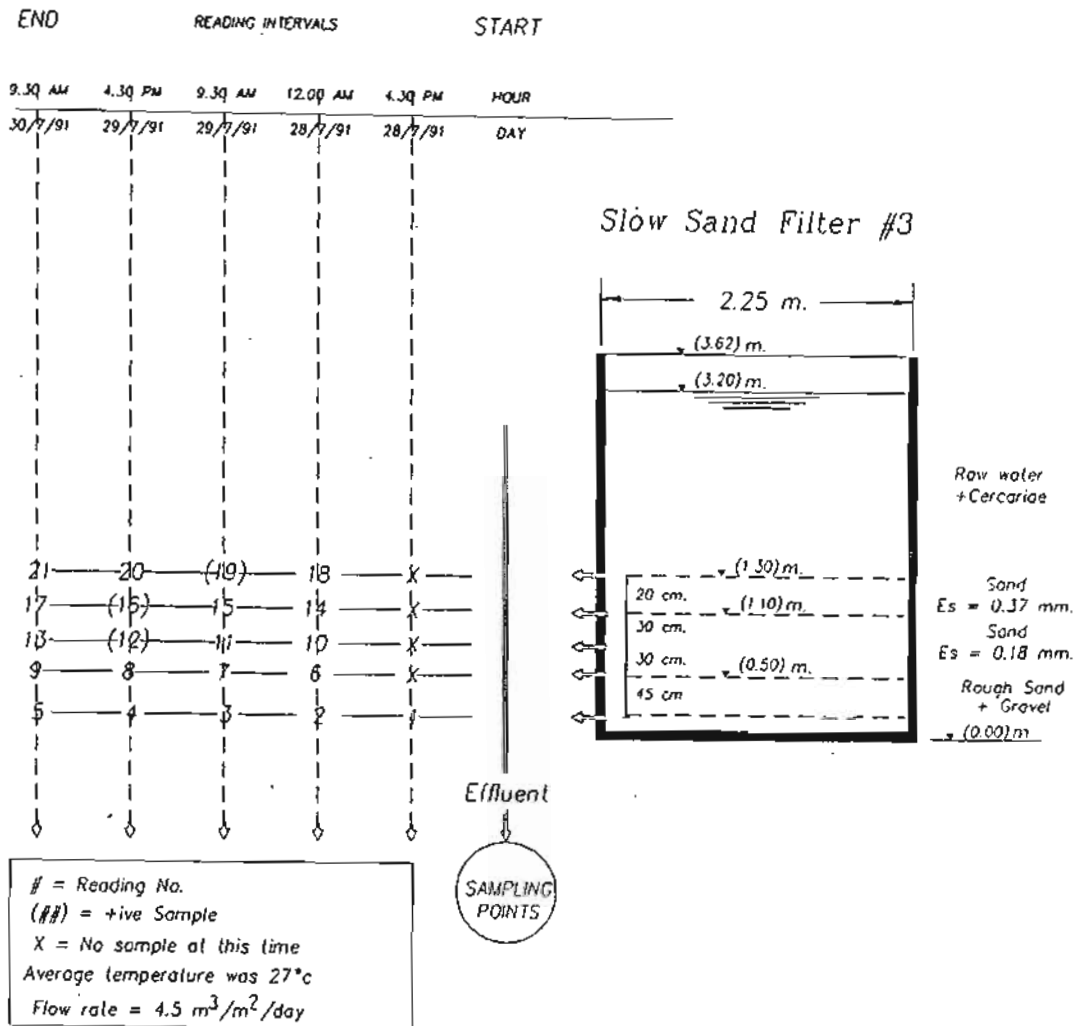 END READING INTERVALS START
9.30 AM 4.30 PM 9.30 AM 12.00 AM 4.30 PM HOUR
30/7/91 29/7/91 29/7/91 28/7/91 28/7/91 DAY
Slow Sand Filter #3
2.25 m.
(3.62) m.
(3.20) m.
Raw water
+Cercariae
21 20 (19) 18 X
17 (16) 15 14 X
13 (12) 11 10 X
9 8 7 6 X
5 4 3 2 1
(1.30) m.
20 cm.
(1.10) m.
30 cm.
30 cm.
(0.50) m.
45 cm
Sand
Es = 0.37 mm.
Sand
Es = 0.18 mm.
Rough Sand
+ Gravel
(0.00) m
Effluent
SAMPLING
POINTS
# = Reading No.
(##) = +ive Sample
X = No sample at this time
Average temperature was 27°c
Flow rate = 4.5 m³/m²/day